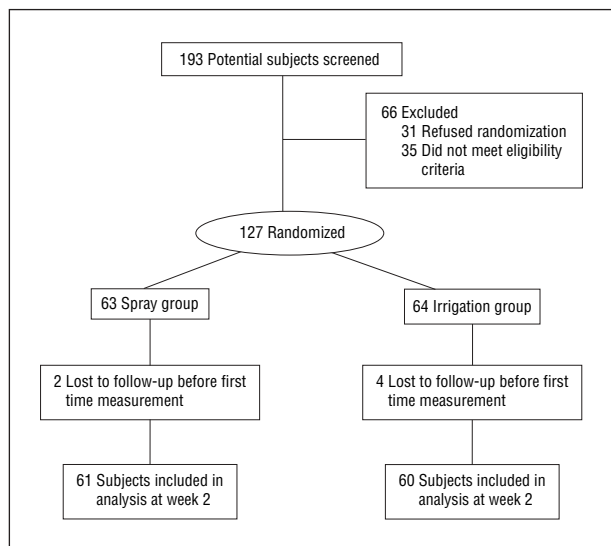 193 Potential subjects screened
66 Excluded
31 Refused randomization
35 Did not meet eligibility
criteria
127 Randomized
63 Spray group
64 Irrigation group
2 Lost to follow-up before first
time measurement
4 Lost to follow-up before first
time measurement
61 Subjects included in
analysis at week 2
60 Subjects included in
analysis at week 2